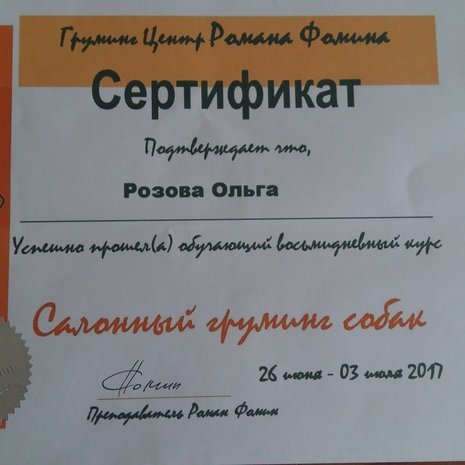 Груминг Центр Романа Фомина
Сертификат
Подтверждает что,
Розова Ольга
Успешно прошел(а) обучающий восьмидневный курс
Салонный груминг собак
26 июня - 03 июля 2017
Преподаватель Роман Фомин